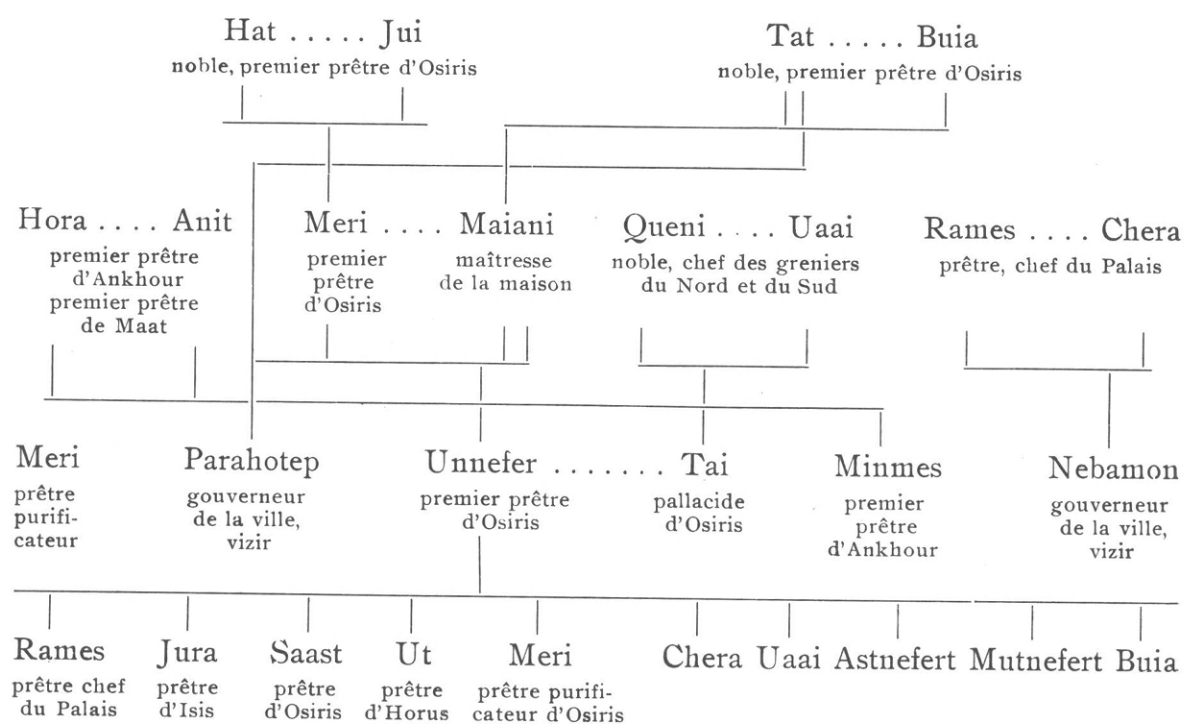 Hat ..... Jui
noble, premier prêtre d'Osiris
Tat ..... Buia
noble, premier prêtre d'Osiris
Hora .... Anit
premier prêtre
d'Ankhour
premier prêtre
de Maat
Meri .... Maiani
premier
prêtre
d'Osiris
maîtresse
de la maison
Queni .... Uaai
noble, chef des greniers
du Nord et du Sud
Rames .... Chera
prêtre, chef du Palais
Meri
prêtre
purifi-
cateur
Parahotep
gouverneur
de la ville,
vizir
Unnefer ....... Tai
premier prêtre
d'Osiris
pallacide
d'Osiris
Minmes
premier
prêtre
d'Ankhour
Nebamon
gouverneur
de la ville,
vizir
Rames
prêtre chef
du Palais
Jura
prêtre
d'Isis
Saast
prêtre
d'Osiris
Ut
prêtre
d'Horus
Meri
prêtre purifi-
cateur d'Osiris
Chera
Uaai
Astnefert
Mutnefert
Buia